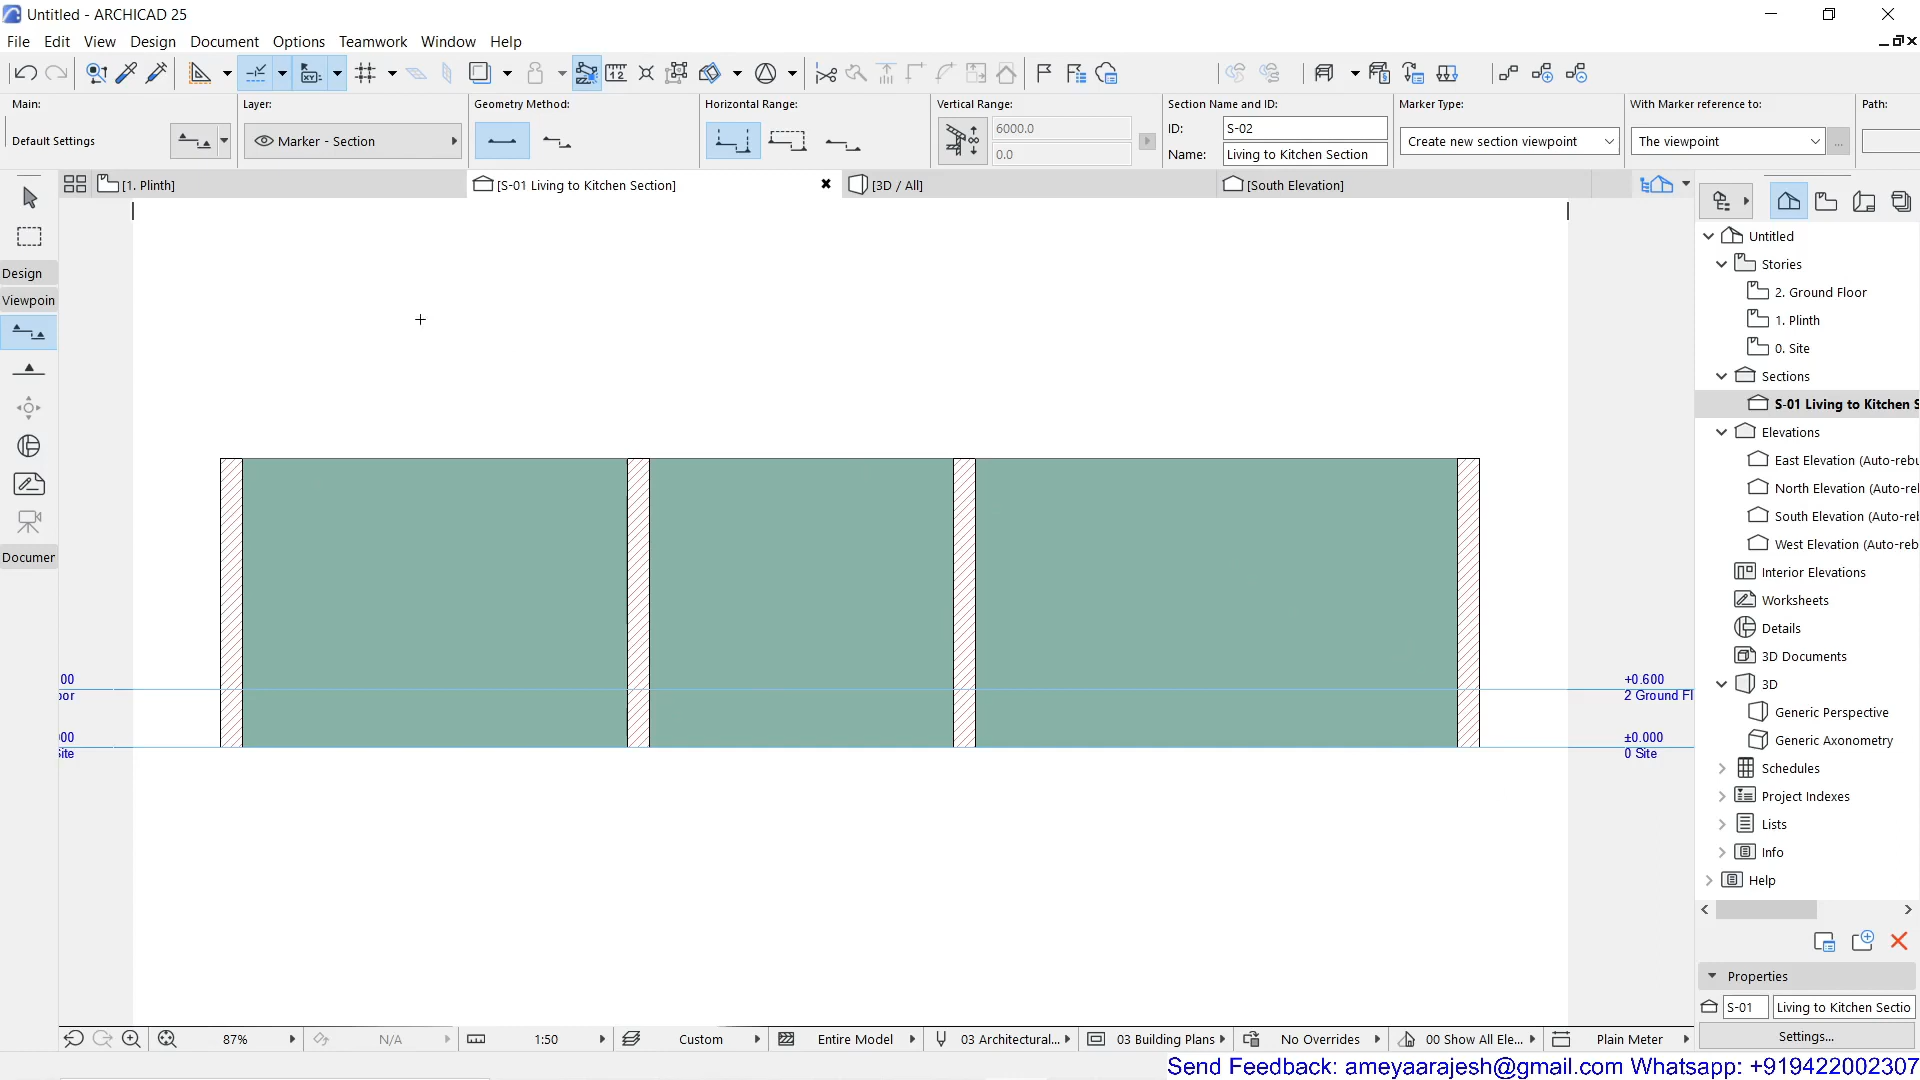 Untitled - ARCHICAD 25
File Edit View Design Document Options Teamwork Window Help
Main: Layer: Geometry Method: Horizontal Range: Vertical Range: Section Name and ID: Marker Type: With Marker reference to: Path:
Default Settings Marker - Section 6000.0 0.0 ID: S-02 Create new section viewpoint The viewpoint ...
Name: Living to Kitchen Section
[1. Plinth] [S-01 Living to Kitchen Section] [3D / All] [South Elevation]
Design
Viewpoin
Documen
Untitled
Stories
2. Ground Floor
1. Plinth
0. Site
Sections
S-01 Living to Kitchen S
Elevations
East Elevation (Auto-rebu
North Elevation (Auto-rel
South Elevation (Auto-rel
West Elevation (Auto-reb
Interior Elevations
Worksheets
Details
3D Documents
3D
Generic Perspective
Generic Axonometry
Schedules
Project Indexes
Lists
Info
Help
00 +0.600
oor 2 Ground Fl
00 ±0.000
Site 0 Site
Properties
S-01 Living to Kitchen Sectio
Settings...
87% N/A 1:50 Custom Entire Model 03 Architectural... 03 Building Plans No Overrides 00 Show All Ele... Plain Meter
Send Feedback: ameyaarajesh@gmail.com Whatsapp: +919422002307